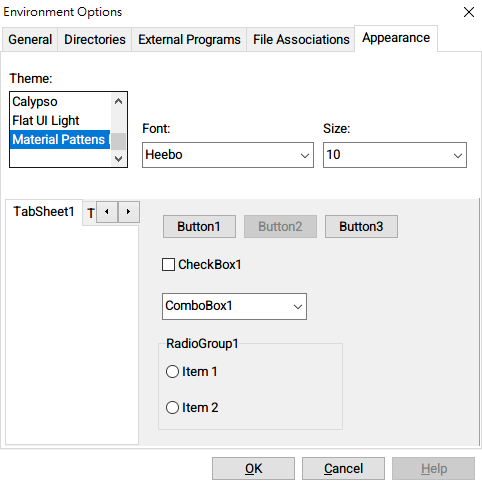 Environment Options
General Directories External Programs File Associations Appearance
Theme:
Calypso
Flat UI Light
Material Pattens
Font:
Size:
Heebo
10
TabSheet1 T
Button1 Button2 Button3
CheckBox1
ComboBox1
RadioGroup1
Item 1
Item 2
OK Cancel Help